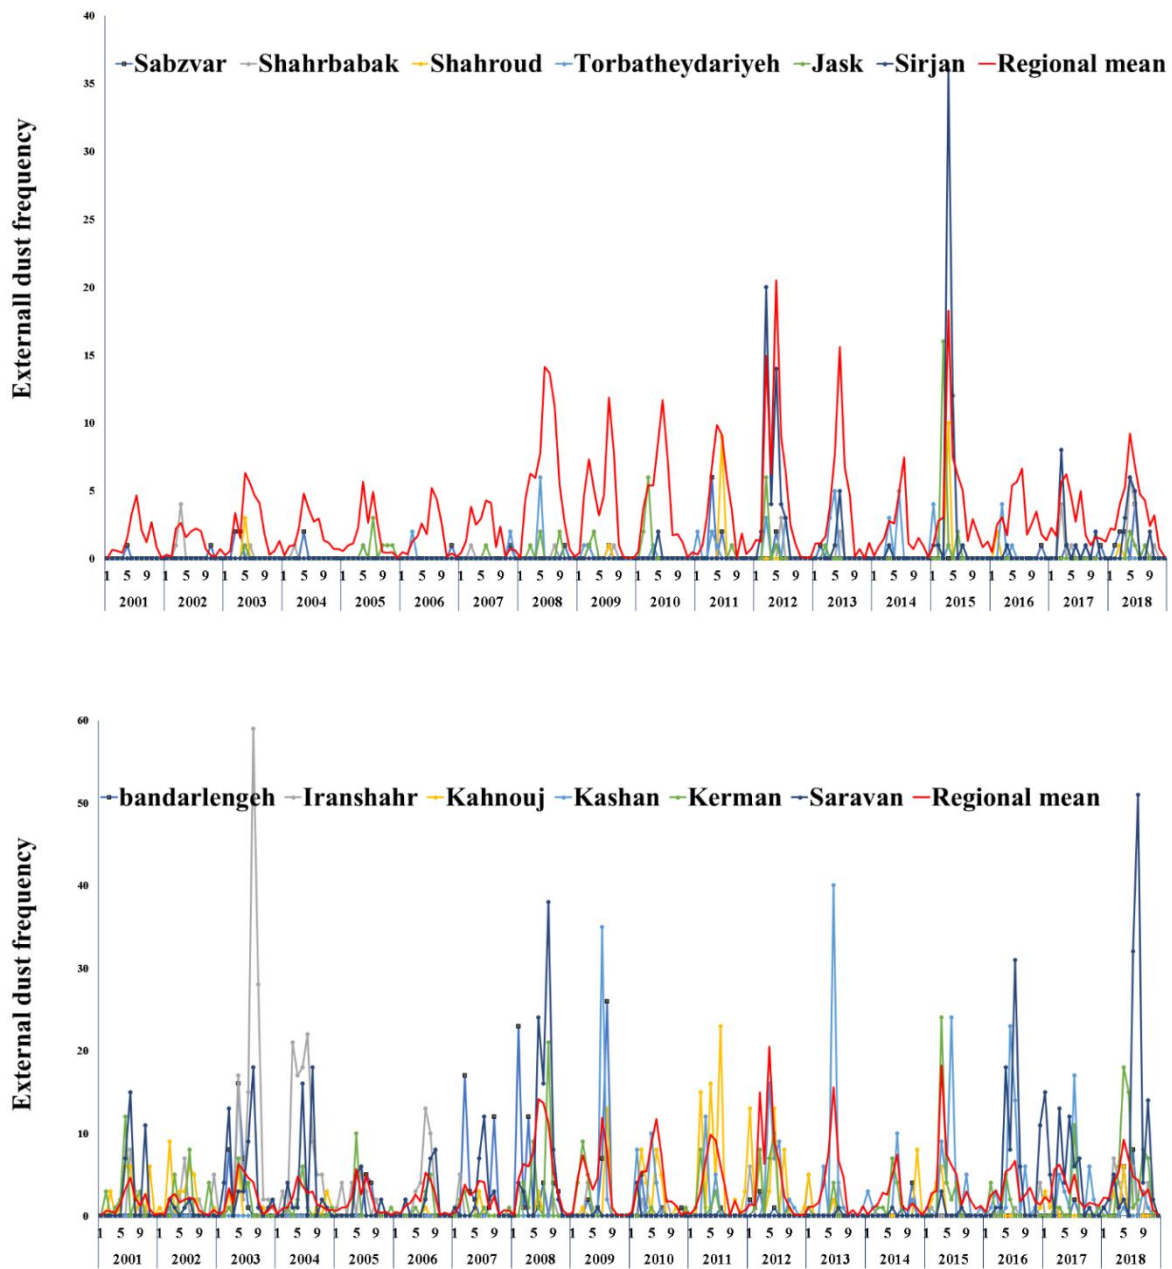 40
Sabzvar Shahrbabak Shahroud Torbatheydariyeh Jask Sirjan Regional mean
35
30
25
20
15
10
5
0
Externall dust frequency
1 5 9 1 5 9 1 5 9 1 5 9 1 5 9 1 5 9 1 5 9 1 5 9 1 5 9 1 5 9 1 5 9 1 5 9 1 5 9 1 5 9 1 5 9 1 5 9 1 5 9 1 5 9
2001 2002 2003 2004 2005 2006 2007 2008 2009 2010 2011 2012 2013 2014 2015 2016 2017 2018
60
bandarlengeh Iranshahr Kahnouj Kashan Kerman Saravan Regional mean
50
40
30
20
10
0
External dust frequency
1 5 9 1 5 9 1 5 9 1 5 9 1 5 9 1 5 9 1 5 9 1 5 9 1 5 9 1 5 9 1 5 9 1 5 9 1 5 9 1 5 9 1 5 9 1 5 9 1 5 9 1 5 9
2001 2002 2003 2004 2005 2006 2007 2008 2009 2010 2011 2012 2013 2014 2015 2016 2017 2018